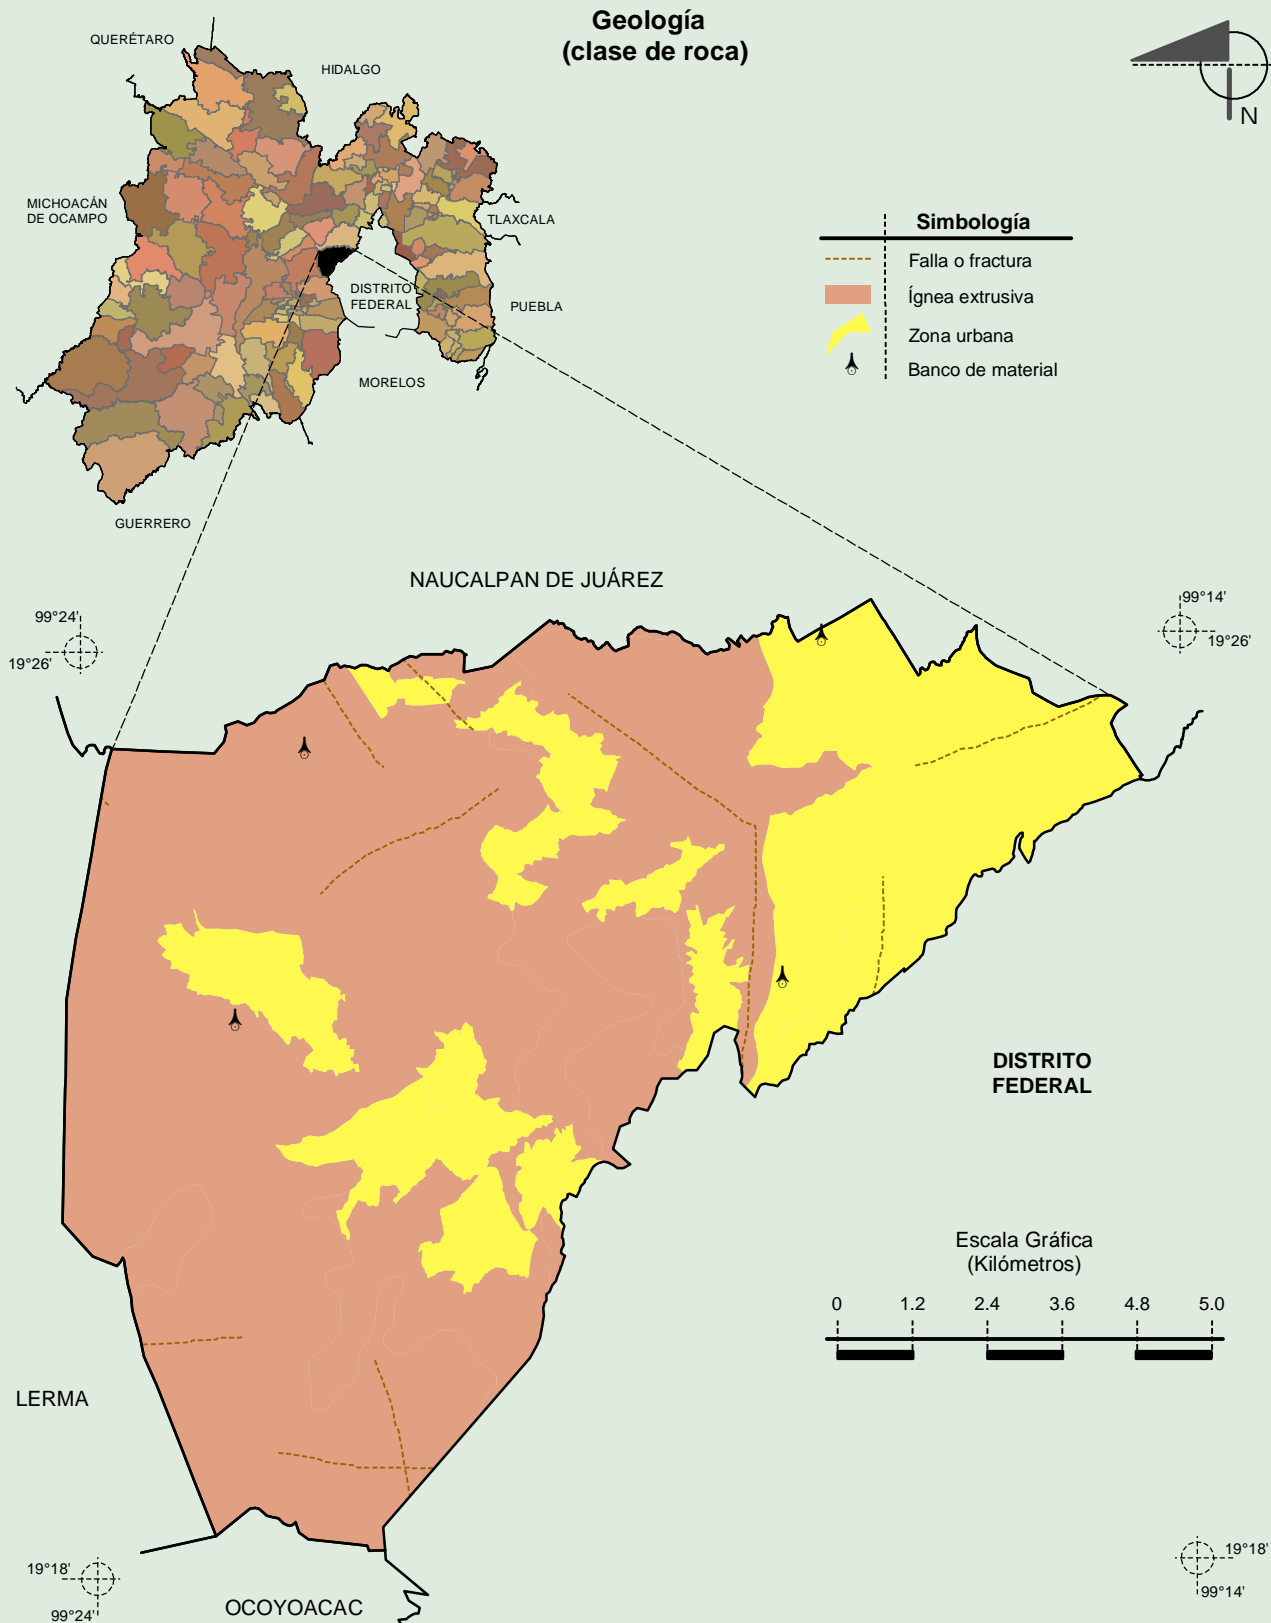 Geología
(clase de roca)
QUERÉTARO
HIDALGO
N
MICHOACÁN
DE OCAMPO
TLAXCALA
DISTRITO
FEDERAL
PUEBLA
MORELOS
GUERRERO
Simbología
Falla o fractura
Ígnea extrusiva
Zona urbana
Banco de material
NAUCALPAN DE JUÁREZ
99°24'
19°26'
99°14'
19°26'
DISTRITO
FEDERAL
Escala Gráfica
(Kilómetros)
0 1.2 2.4 3.6 4.8 5.0
LERMA
19°18'
99°24'
OCOYOACAC
19°18'
99°14'